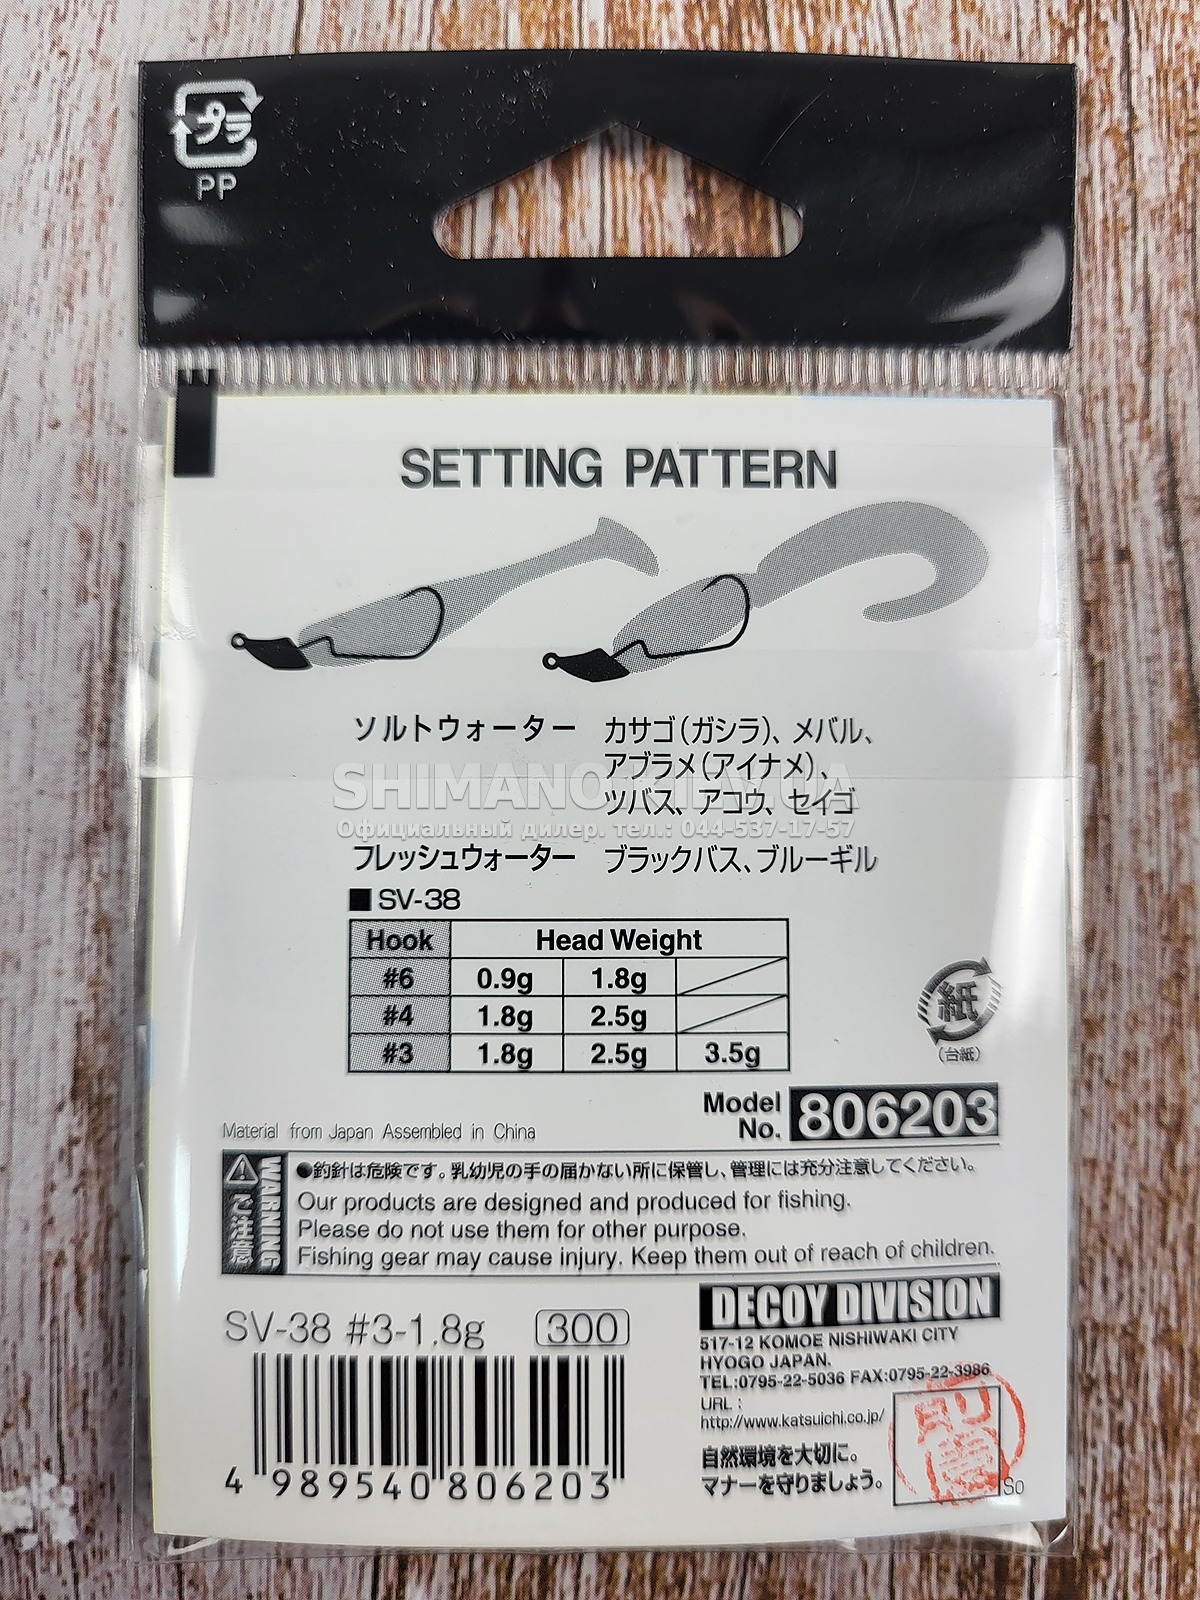 プラ
PP
SETTING PATTERN
ソルトウォーター カサゴ(ガシラ)、メバル、
アブラメ(アイナメ)、
SHIMANO.KIEV.UA
ツバス、アコウ、セイゴ
Официальный дилер. тел.: 044-537-17-57
フレッシュウォーター ブラックバス、ブルーギル
■SV-38
Hook Head Weight
#6 0.9g 1.8g
#4 1.8g 2.5g
#3 1.8g 2.5g 3.5g
紙
(台紙)
Model No. 806203
Material from Japan Assembled in China
WARNING
ご注意
●釣針は危険です。乳幼児の手の届かない所に保管し、管理には充分注意してください。
Our products are designed and produced for fishing.
Please do not use them for other purpose.
Fishing gear may cause injury. Keep them out of reach of children.
SV-38 #3-1.8g 300
4 989540 806203
DECOY DIVISION
517-12 KOMOE NISHIWAKI CITY
HYOGO JAPAN.
TEL:0795-22-5036 FAX:0795-22-3986
URL :
http://www.katsuichi.co.jp/
自然環境を大切に。
マナーを守りましょう。
So